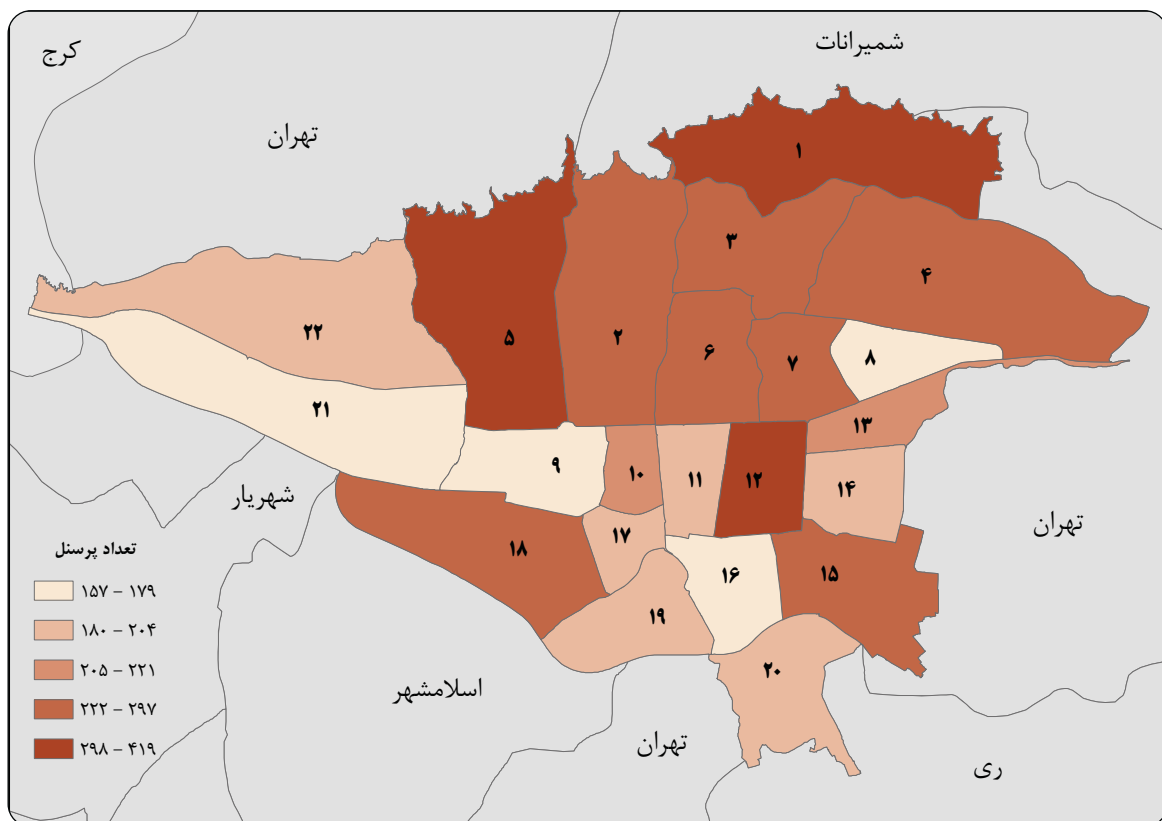 کرج
شمیرانات
تهران
۱
۳
۴
۲۲
۵
۲
۶
۷
۸
۲۱
۱۳
۹
۱۰
۱۱
۱۲
۱۴
شهریار
تهران
۱۸
۱۷
۱۶
۱۵
۱۹
۲۰
اسلامشهر
تهران
ری
تعداد پرسنل
۱۵۷ – ۱۷۹
۱۸۰ – ۲۰۴
۲۰۵ – ۲۲۱
۲۲۲ – ۲۹۷
۲۹۸ – ۴۱۹